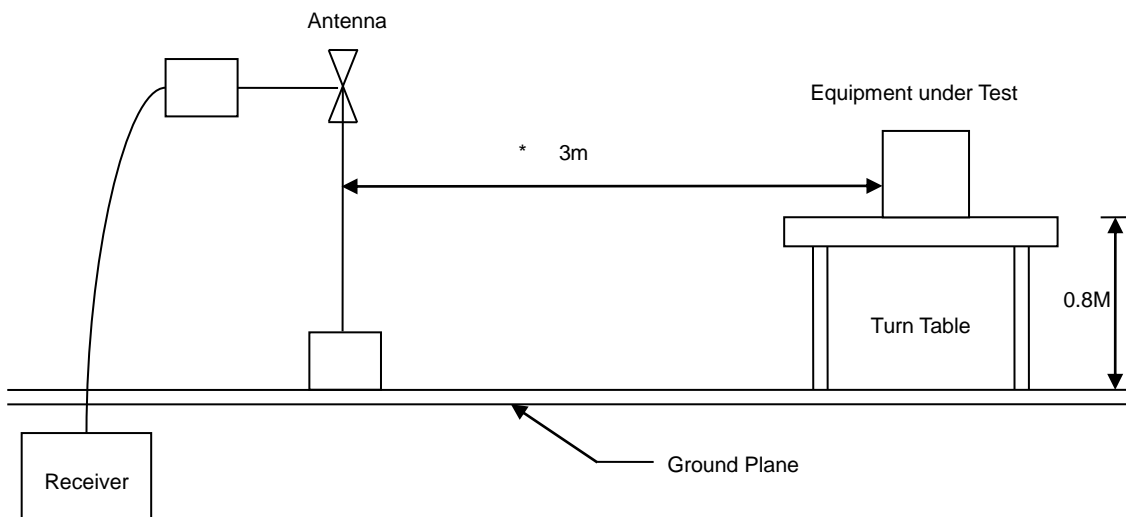 Antenna
Equipment under Test
* 3m
0.8M
Turn Table
Ground Plane
Receiver